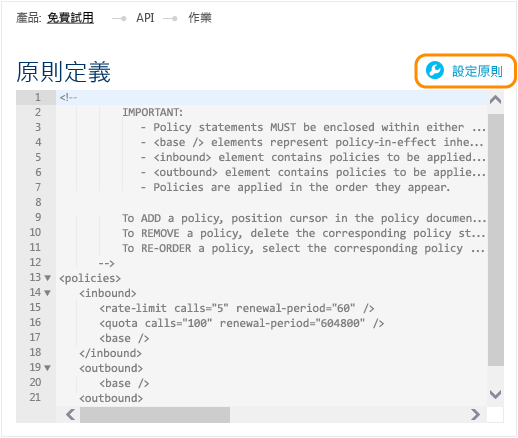 產品: 免費試用 API 作業
原則定義 設定原則
1 <!--
2 IMPORTANT:
3 - Policy statements MUST be enclosed within either ...
4 - <base /> elements represent policy-in-effect inhe...
5 - <inbound> element contains policies to be applied...
6 - <outbound> element contains policies to be applie...
7 - Policies are applied in the order they appear.
8
9 To ADD a policy, position cursor in the policy documen...
10 To REMOVE a policy, delete the corresponding policy st...
11 To RE-ORDER a policy, select the corresponding policy ...
12 -->
13 <policies>
14 <inbound>
15 <rate-limit calls="5" renewal-period="60" />
16 <quota calls="100" renewal-period="604800" />
17 <base />
18 </inbound>
19 <outbound>
20 <base />
21 <outbound>